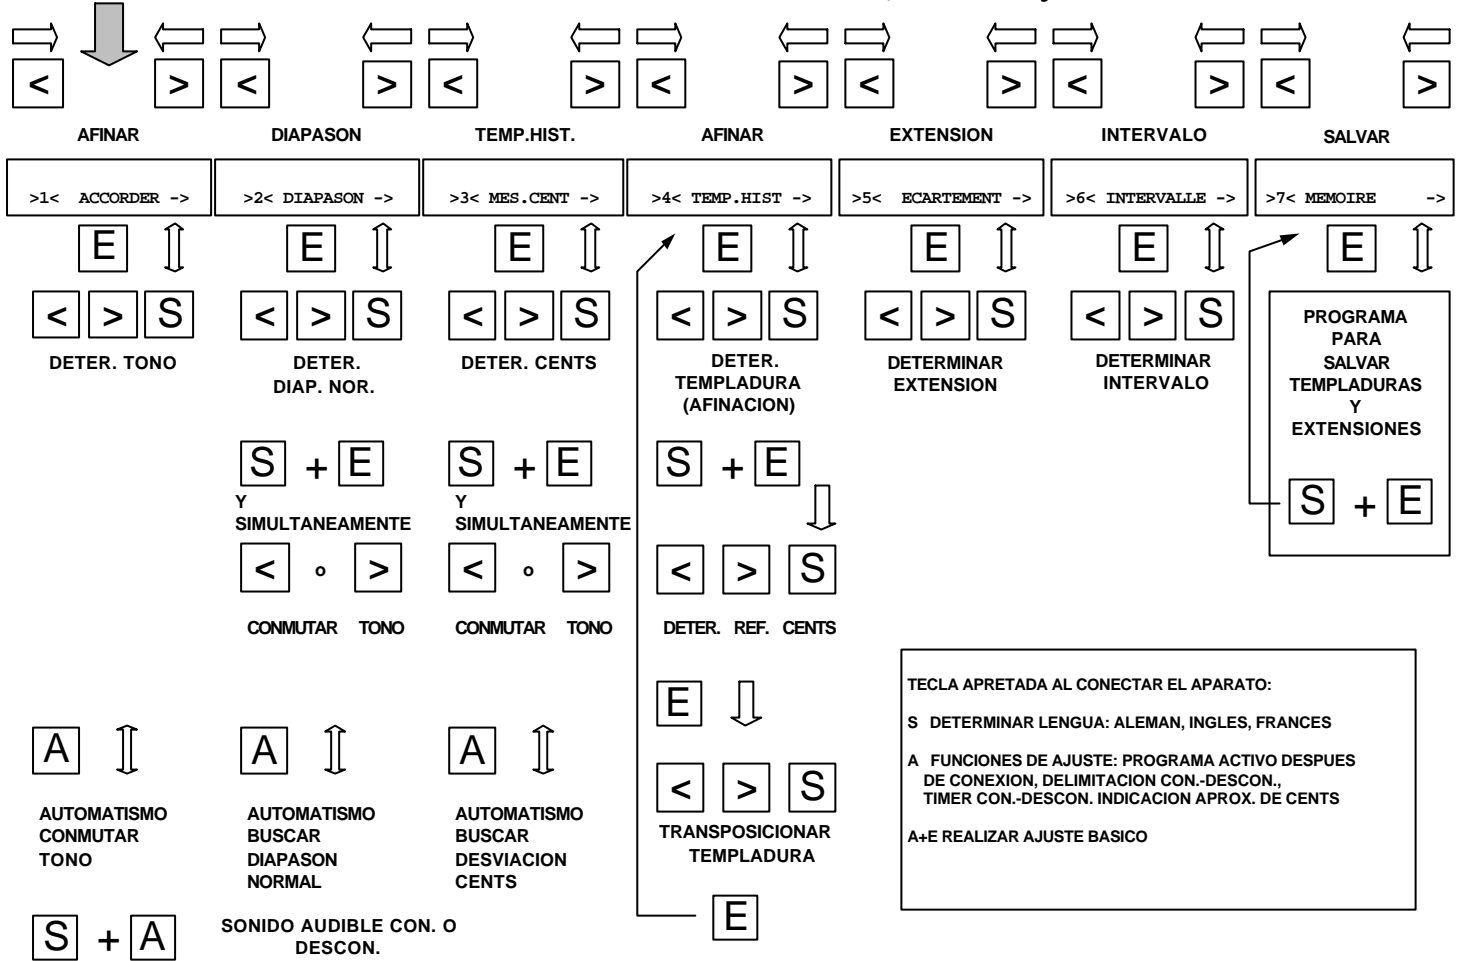 < > < > < > < > < > < > < >
AFINAR DIAPASON TEMP.HIST. AFINAR EXTENSION INTERVALO SALVAR
>1< ACCORDER -> >2< DIAPASON -> >3< MES.CENT -> >4< TEMP.HIST -> >5< ECARTEMENT -> >6< INTERVALLE -> >7< MEMOIRE ->
E E E E E E E
< > S < > S < > S < > S < > S < > S
DETER. TONO
DETER.
DIAP. NOR.
DETER. CENTS
DETER.
TEMPLADURA
(AFINACION)
DETERMINAR
EXTENSION
DETERMINAR
INTERVALO
PROGRAMA
PARA
SALVAR
TEMPLADURAS
Y
EXTENSIONES
S + E
S + E
Y
SIMULTANEAMENTE
< o >
CONMUTAR TONO
S + E
Y
SIMULTANEAMENTE
< o >
CONMUTAR TONO
S + E
< > S
DETER. REF. CENTS
E
< > S
TRANSPOSICIONAR
TEMPLADURA
E
A
AUTOMATISMO
CONMUTAR
TONO
A
AUTOMATISMO
BUSCAR
DIAPASON
NORMAL
A
AUTOMATISMO
BUSCAR
DESVIACION
CENTS
S + A
SONIDO AUDIBLE CON. O
DESCON.
TECLA APRETADA AL CONECTAR EL APARATO:
S DETERMINAR LENGUA: ALEMAN, INGLES, FRANCES
A FUNCIONES DE AJUSTE: PROGRAMA ACTIVO DESPUES
DE CONEXION, DELIMITACION CON.-DESCON.,
TIMER CON.-DESCON. INDICACION APROX. DE CENTS
A+E REALIZAR AJUSTE BASICO